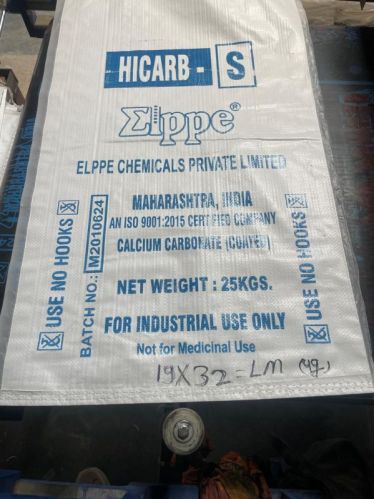 HICARB - S
Elppe®
ELPPE CHEMICALS PRIVATE LIMITED
MAHARASHTRA, INDIA
AN ISO 9001:2015 CERTIFIED COMPANY
CALCIUM CARBONATE (COATED)
NET WEIGHT : 25KGS.
FOR INDUSTRIAL USE ONLY
Not for Medicinal Use
19X32=LM
USE NO HOOKS
BATCH NO.: M2010624
USE NO HOOKS